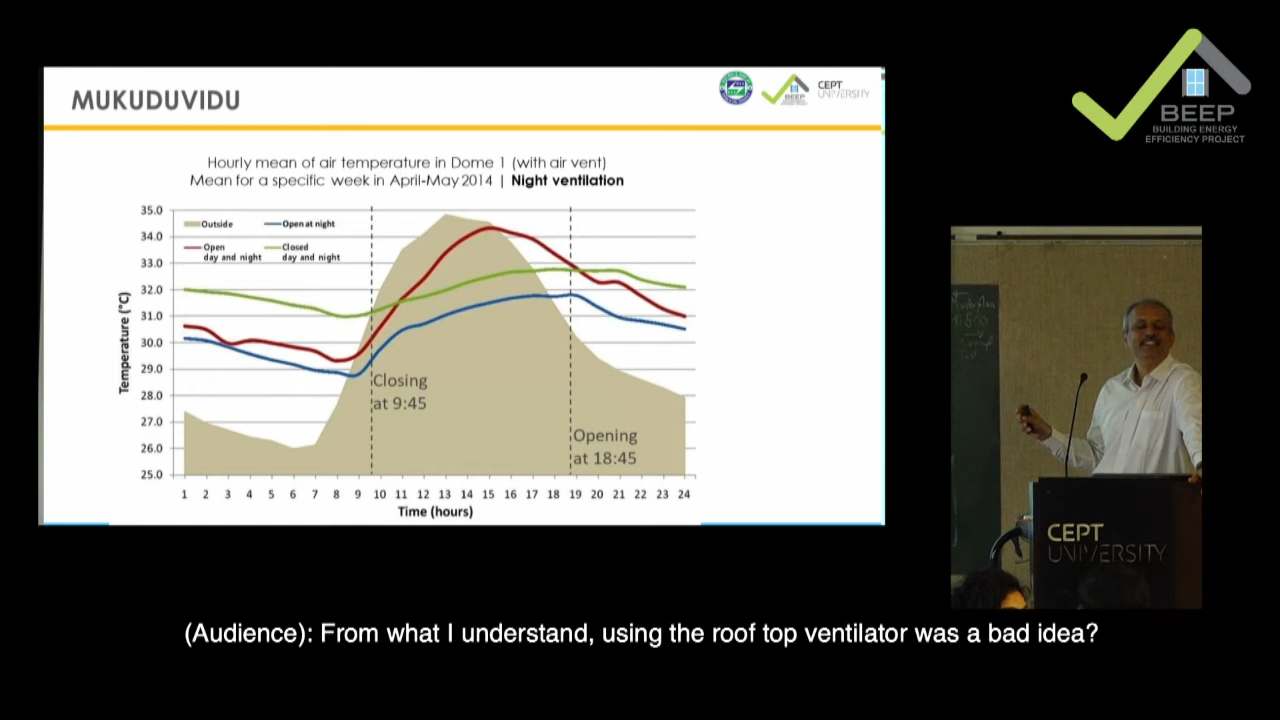 MUKUDUVIDU
BEEP
CEPT
UNIVERSITY
BEEP
BUILDING ENERGY
EFFICIENCY PROJECT
Hourly mean of air temperature in Dome 1 (with air vent)
Mean for a specific week in April-May 2014 | Night ventilation
Temperature (°C)
35.0
34.0
33.0
32.0
31.0
30.0
29.0
28.0
27.0
26.0
25.0
Outside
Open at night
Open
day and night
Closed
day and night
Closing
at 9:45
Opening
at 18:45
1 2 3 4 5 6 7 8 9 10 11 12 13 14 15 16 17 18 19 20 21 22 23 24
Time (hours)
CEPT
UNIVERSITY
(Audience): From what I understand, using the roof top ventilator was a bad idea?